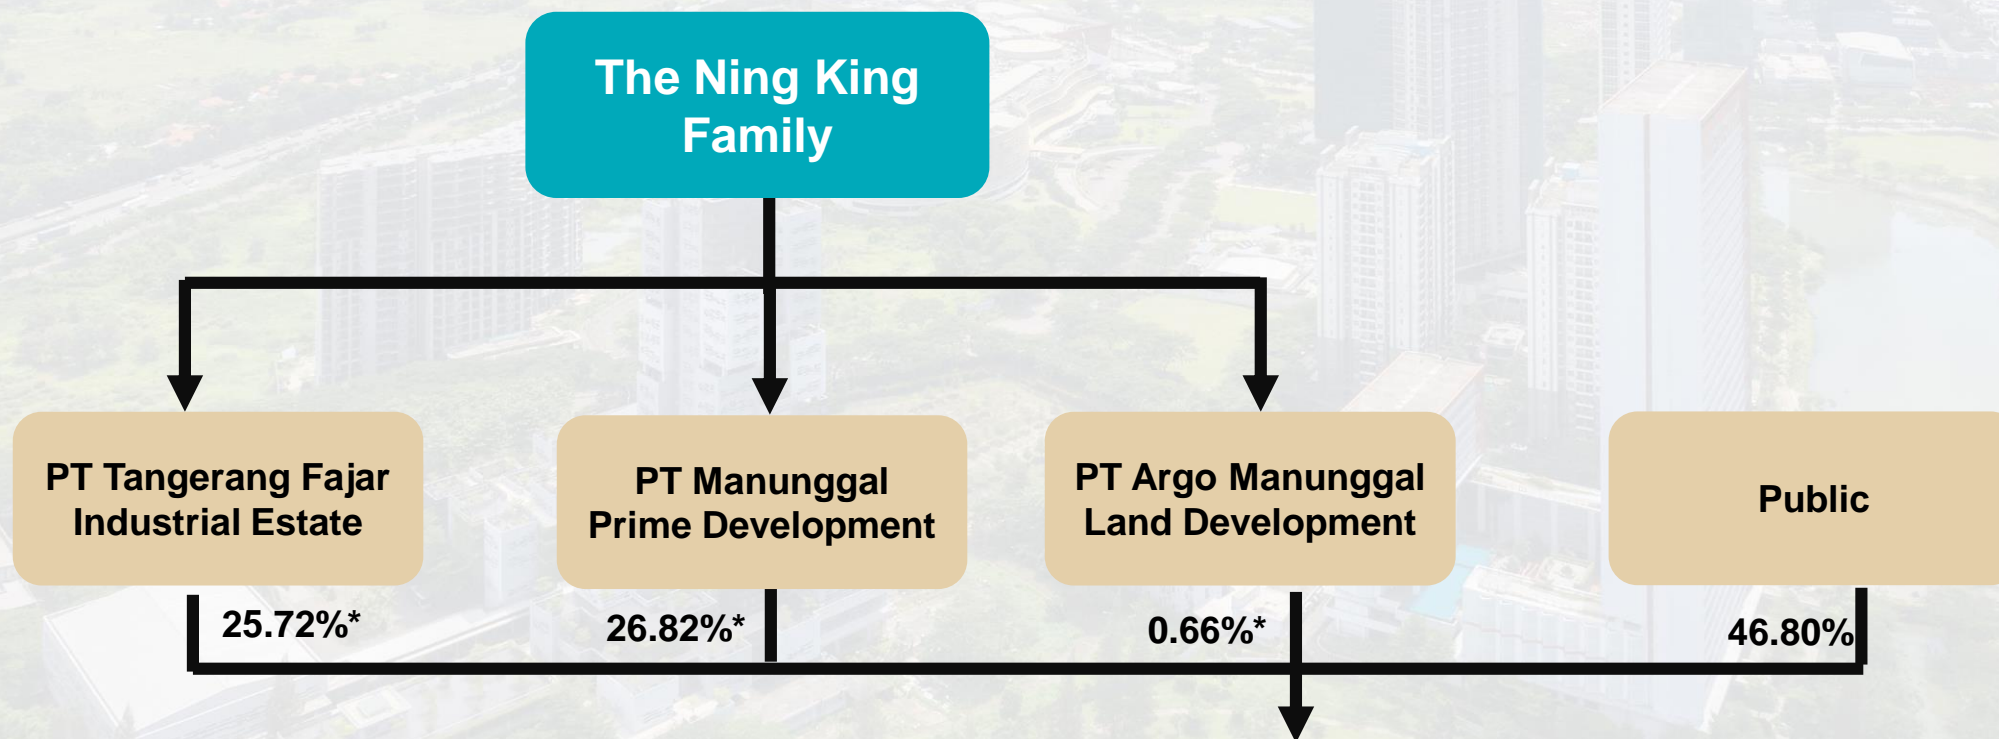 The Ning King
Family
PT Tangerang Fajar
Industrial Estate
PT Manunggal
Prime Development
PT Argo Manunggal
Land Development
Public
25.72%*
26.82%*
0.66%*
46.80%